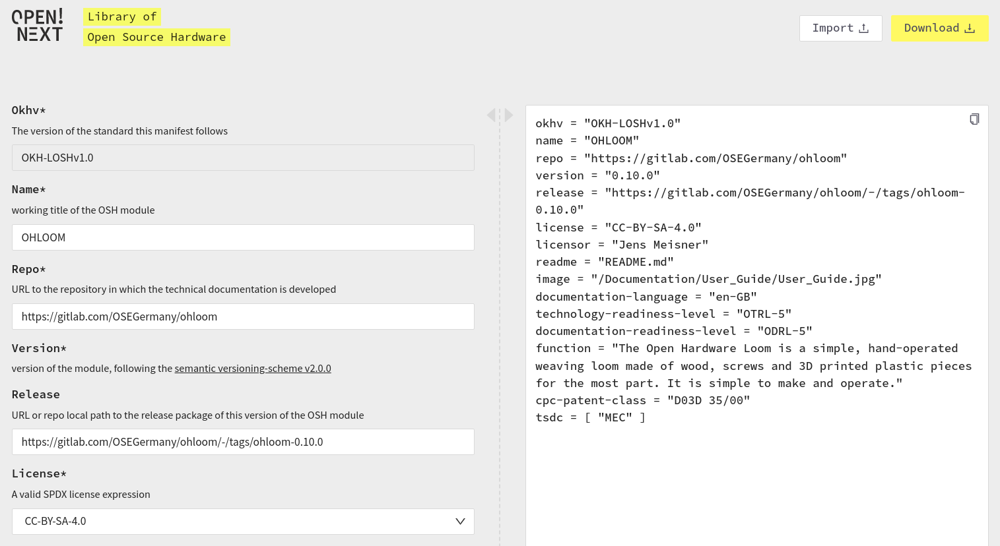 OPEN!
NEXT
Library of
Open Source Hardware
Import
Download
Okhv*
The version of the standard this manifest follows
OKH-LOSHv1.0
Name*
working title of the OSH module
OHLOOM
Repo*
URL to the repository in which the technical documentation is developed
https://gitlab.com/OSEGermany/ohloom
Version*
version of the module, following the semantic versioning-scheme v2.0.0
Release
URL or repo local path to the release package of this version of the OSH module
https://gitlab.com/OSEGermany/ohloom/-/tags/ohloom-0.10.0
License*
A valid SPDX license expression
CC-BY-SA-4.0
okhv = "OKH-LOSHv1.0"
name = "OHLOOM"
repo = "https://gitlab.com/OSEGermany/ohloom"
version = "0.10.0"
release = "https://gitlab.com/OSEGermany/ohloom/-/tags/ohloom-
0.10.0"
license = "CC-BY-SA-4.0"
licensor = "Jens Meisner"
readme = "README.md"
image = "/Documentation/User_Guide/User_Guide.jpg"
documentation-language = "en-GB"
technology-readiness-level = "OTRL-5"
documentation-readiness-level = "ODRL-5"
function = "The Open Hardware Loom is a simple, hand-operated
weaving loom made of wood, screws and 3D printed plastic pieces
for the most part. It is simple to make and operate."
cpc-patent-class = "D03D 35/00"
tsdc = [ "MEC" ]